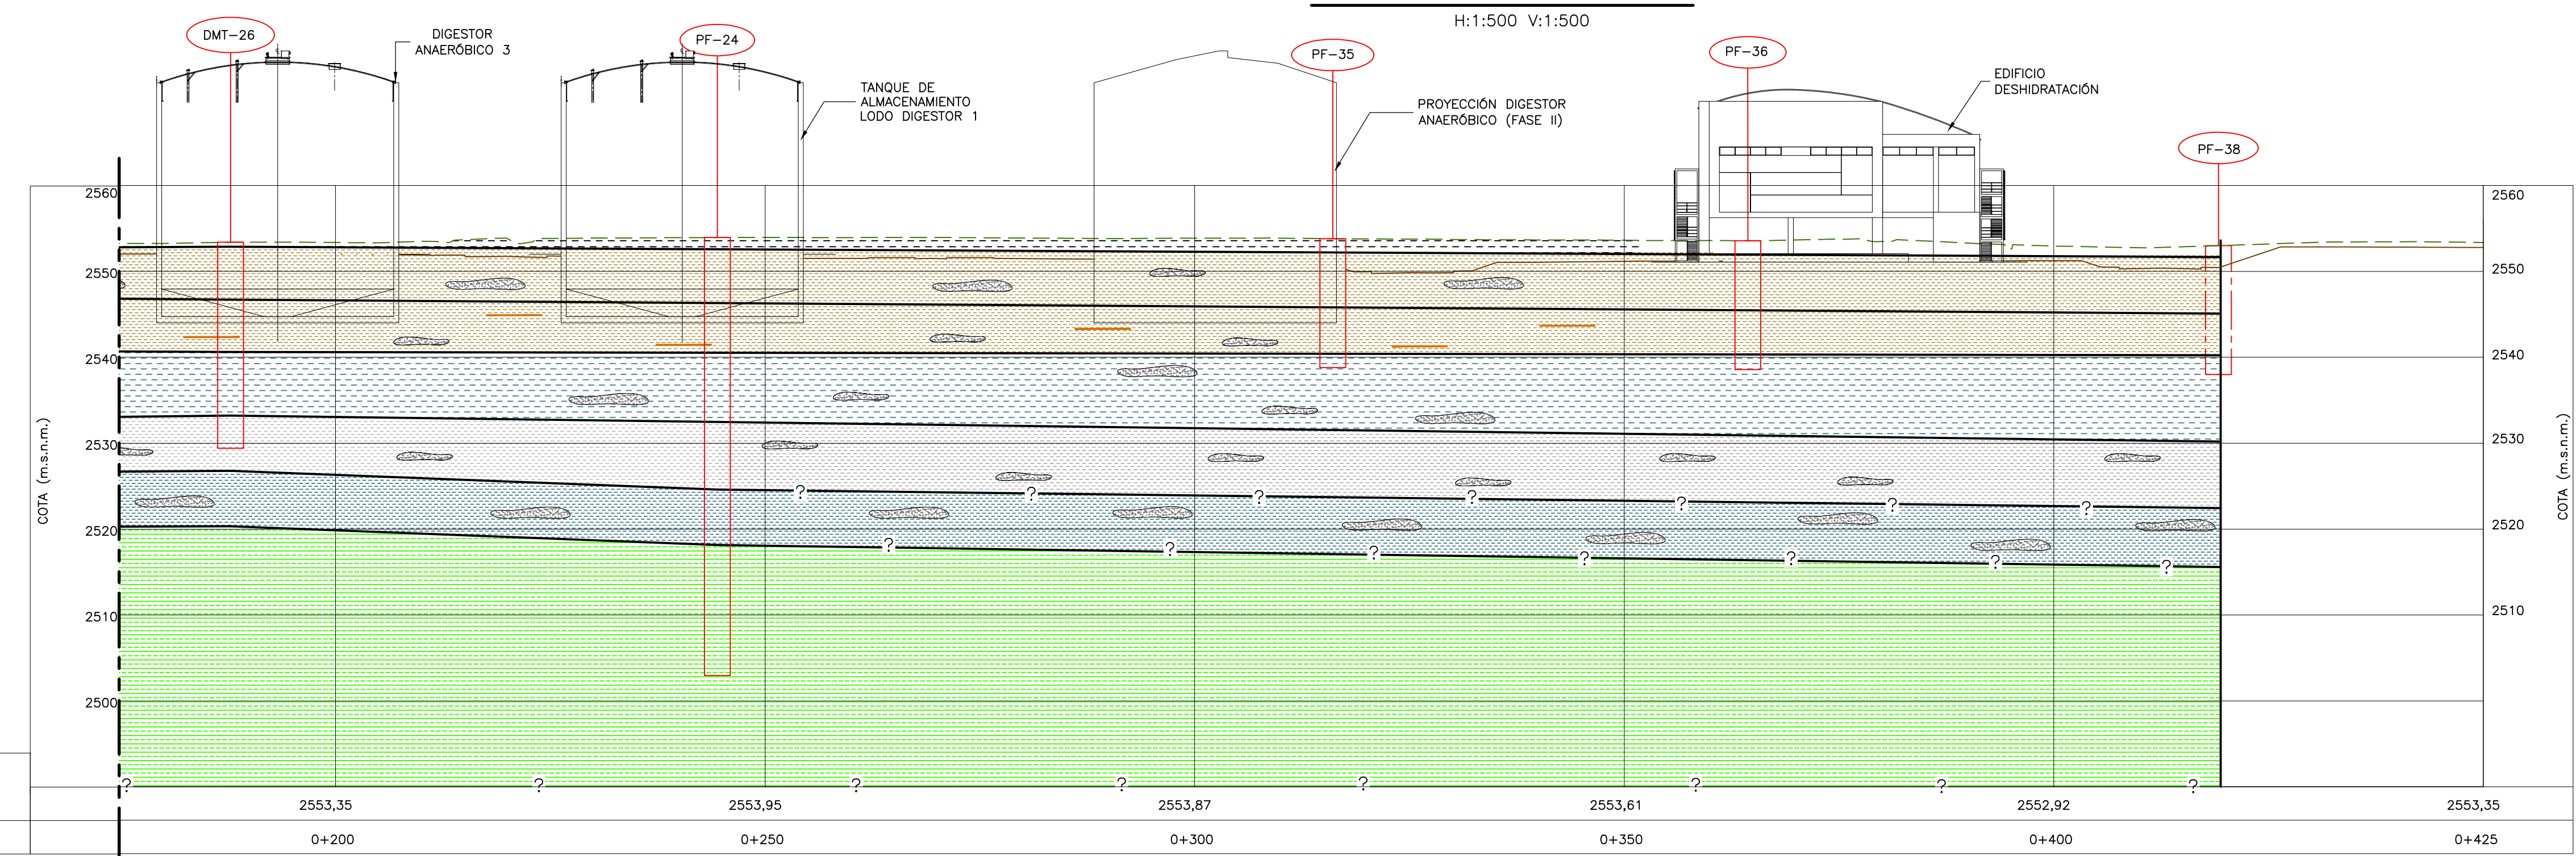 H:1:500 V:1:500
DMT-26
DIGESTOR
ANAERÓBICO 3
PF-24
TANQUE DE
ALMACENAMIENTO
LODO DIGESTOR 1
PF-35
PROYECCIÓN DIGESTOR
ANAERÓBICO (FASE II)
PF-36
EDIFICIO
DESHIDRATACIÓN
PF-38
2560
2550
2540
2530
2520
2510
2500
COTA (m.s.n.m.)
2560
2550
2540
2530
2520
2510
COTA (m.s.n.m.)
? ? ? ? ? ? ?
? ? ? ? ? ? ?
? ? ? ? ? ? ? ?
2553,35 2553,95 2553,87 2553,61 2552,92 2553,35
0+200 0+250 0+300 0+350 0+400 0+425